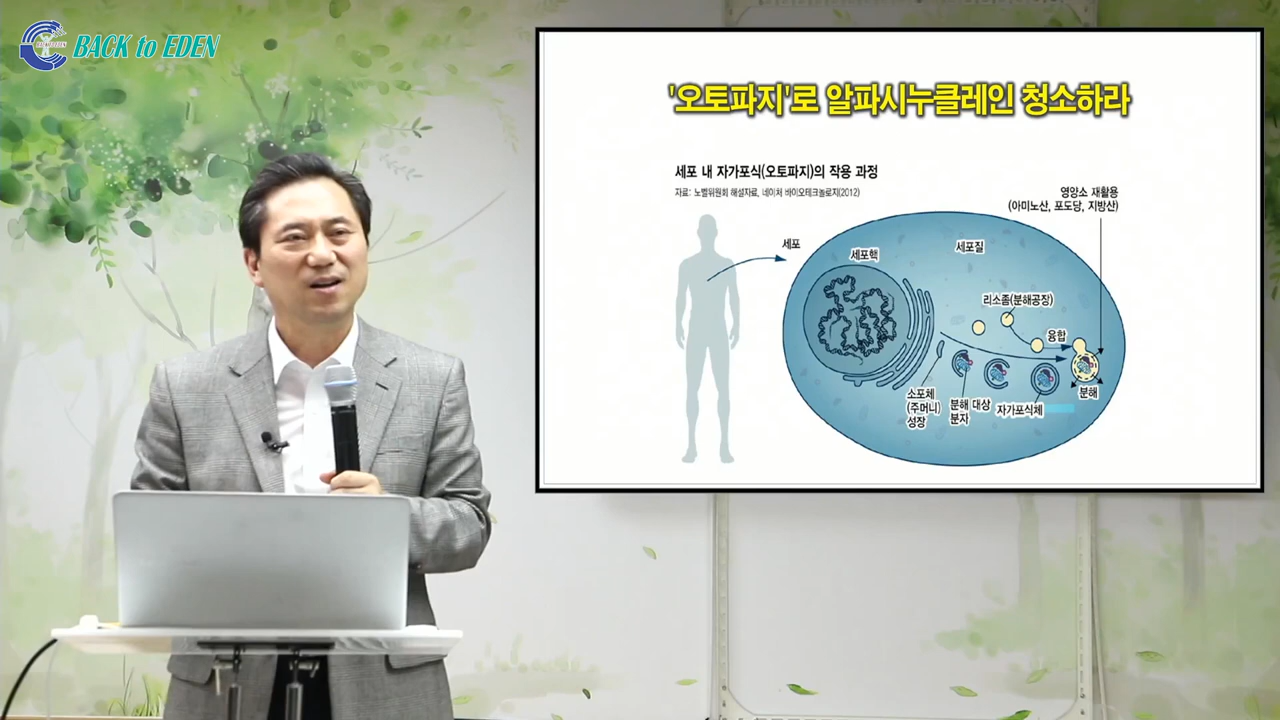 BACK to EDEN
'오토파지'로 알파시누클레인 청소하라
세포 내 자가포식(오토파지)의 작용 과정
자료: 노벨위원회 해설자료, 네이처 바이오테크놀로지(2012)
영양소 재활용
(아미노산, 포도당, 지방산)
세포
세포핵
세포질
리소좀(분해공장)
융합
소포체
(주머니)
성장
분해 대상
분자
자가포식체
분해